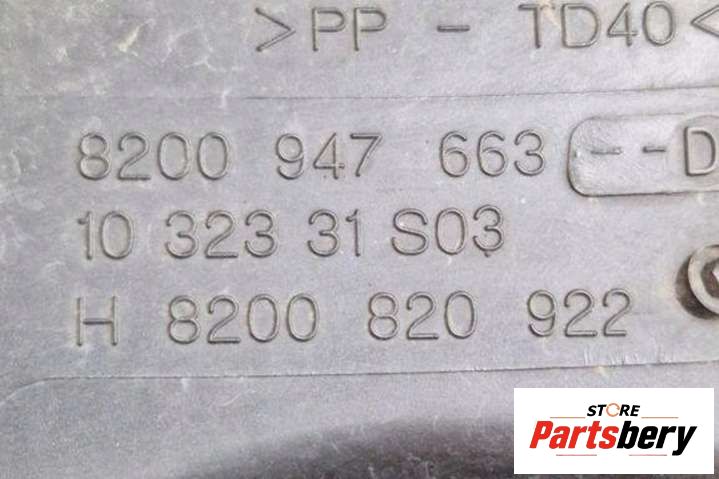 >PP - TD40<
8200 947 663 --D
10 323 31 S03
H 8200 820 922
STORE
Partsbery